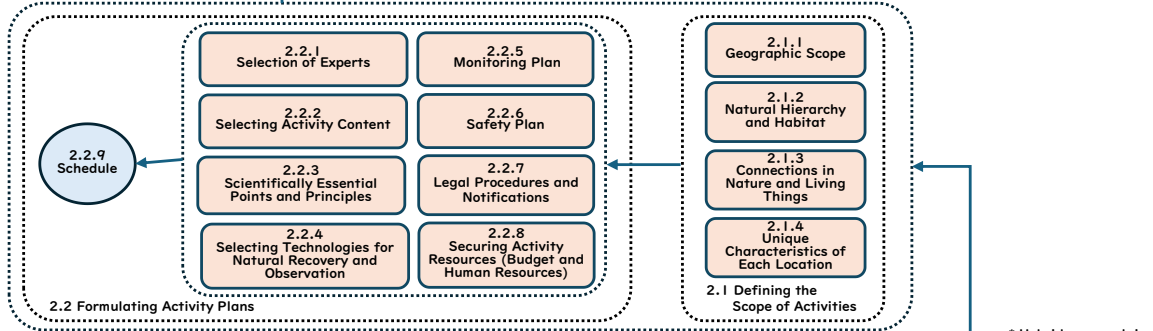 2.2.1
Selection of Experts
2.2.2
Selecting Activity Content
2.2.3
Scientifically Essential
Points and Principles
2.2.4
Selecting Technologies for
Natural Recovery and
Observation
2.2.5
Monitoring Plan
2.2.6
Safety Plan
2.2.7
Legal Procedures and
Notifications
2.2.8
Securing Activity
Resources (Budget and
Human Resources)
2.2.9
Schedule
2.2 Formulating Activity Plans
2.1.1
Geographic Scope
2.1.2
Natural Hierarchy
and Habitat
2.1.3
Connections in
Nature and Living
Things
2.1.4
Unique
Characteristics of
Each Location
2.1 Defining the
Scope of Activities